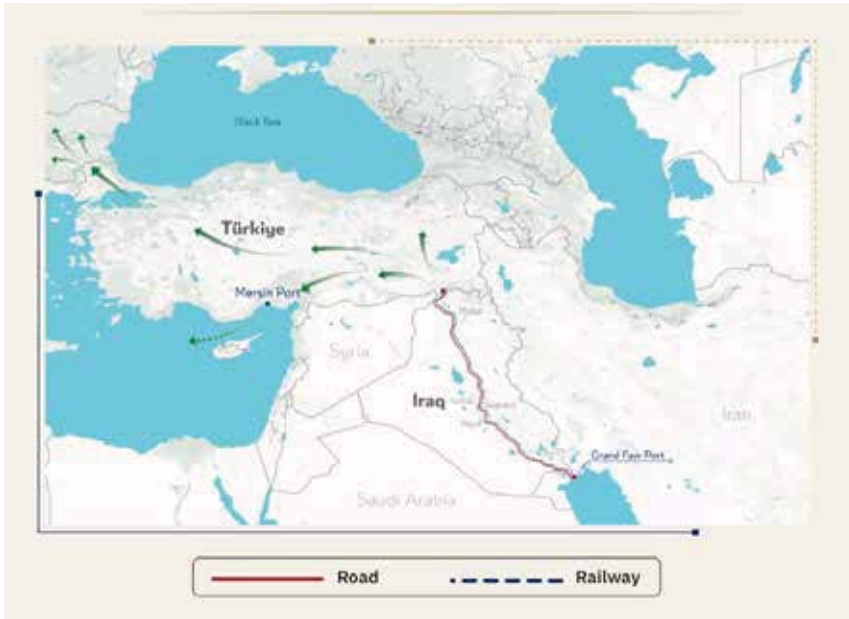 Black Sea
Türkiye
Mersin Port
Syria
Iraq
Iran
Grand Faw Port
Saudi Arabia
Road
Railway